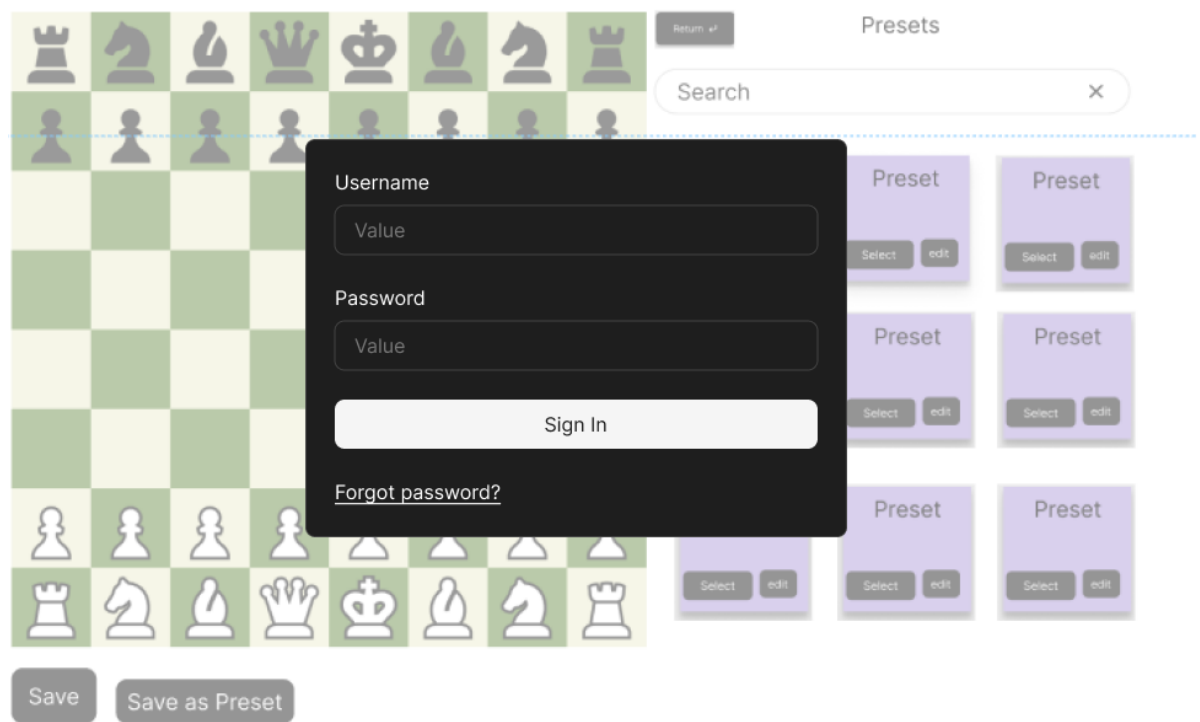 Return ↵
Presets
Search
Username
Value
Password
Value
Sign In
Forgot password?
Preset
Select edit
Preset
Select edit
Preset
Select edit
Preset
Select edit
Select edit
Preset
Select edit
Preset
Select edit
Save
Save as Preset